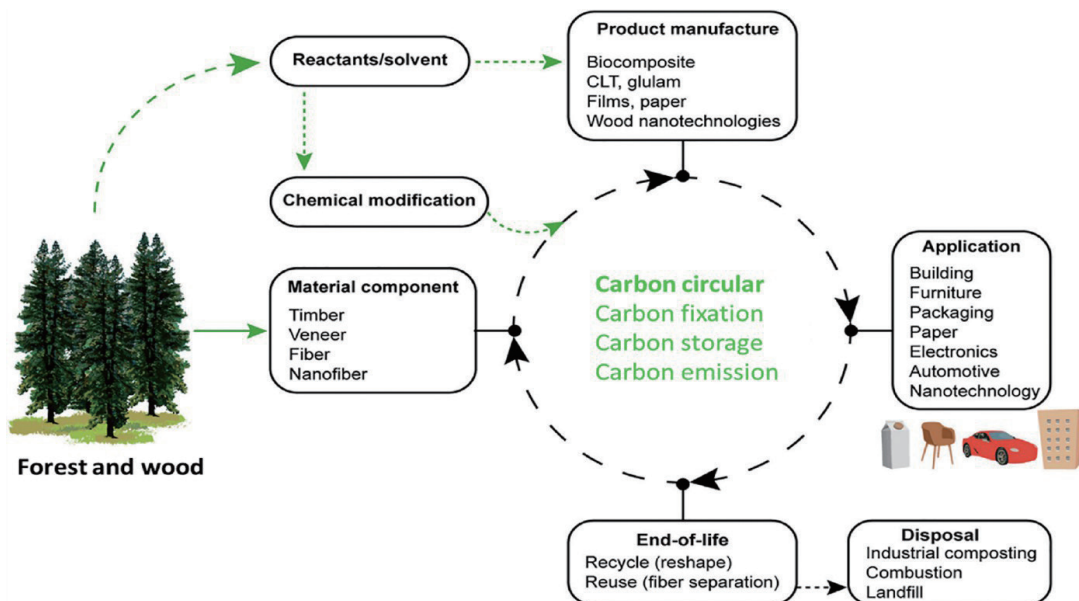 Reactants/solvent
Product manufacture
Biocomposite
CLT, glulam
Films, paper
Wood nanotechnologies
Chemical modification
Material component
Timber
Veneer
Fiber
Nanofiber
Forest and wood
Carbon circular
Carbon fixation
Carbon storage
Carbon emission
Application
Building
Furniture
Packaging
Paper
Electronics
Automotive
Nanotechnology
End-of-life
Recycle (reshape)
Reuse (fiber separation)
Disposal
Industrial composting
Combustion
Landfill